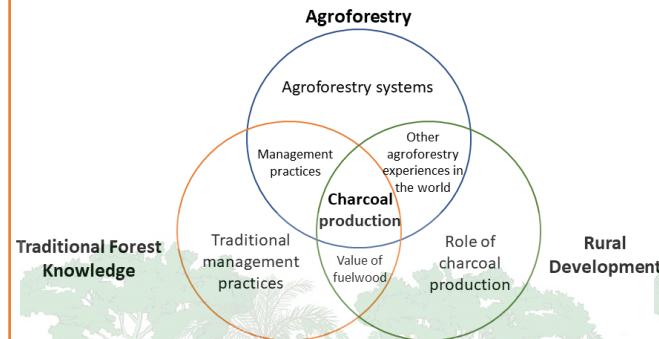 Agroforestry
Agroforestry systems
Management
practices
Other
agroforestry
experiences in
the world
Charcoal
production
Traditional Forest
Knowledge
Traditional
management
practices
Value of
fuelwood
Role of
charcoal
production
Rural
Development